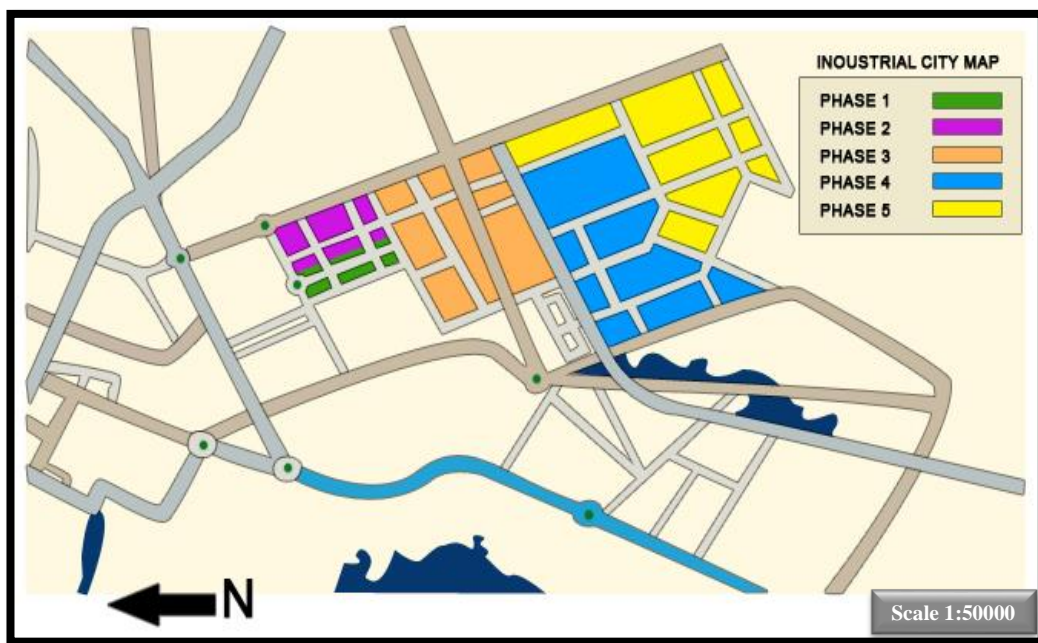 INOUSTRIAL CITY MAP
PHASE 1
PHASE 2
PHASE 3
PHASE 4
PHASE 5
N
Scale 1:50000